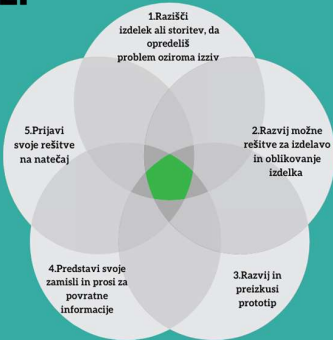 1.Razišči
izdelek ali storitev, da
opredeliš
problem oziroma izziv
2.Razvij možne
rešitve za izdelavo
in oblikovanje
izdelka
3.Razvij in
preizkusi
prototip
4.Predstavi svoje
zamisli in prosi za
povratne
informacije
5.Prijavi
svoje rešitve
na natečaj